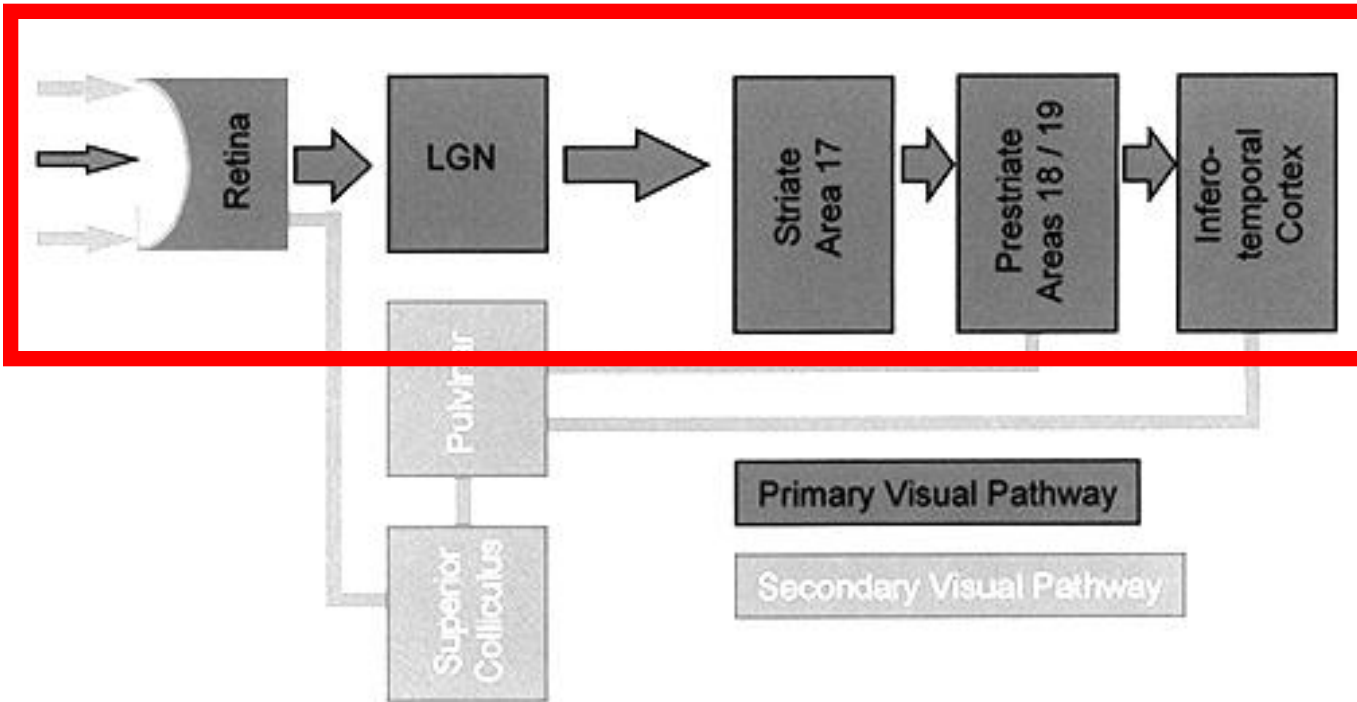 Retina
LGN
Striate
Area 17
Prestriate
Areas 18 / 19
Infero-
temporal
Cortex
Pulvinar
Superior
Colliculus
Primary Visual Pathway
Secondary Visual Pathway